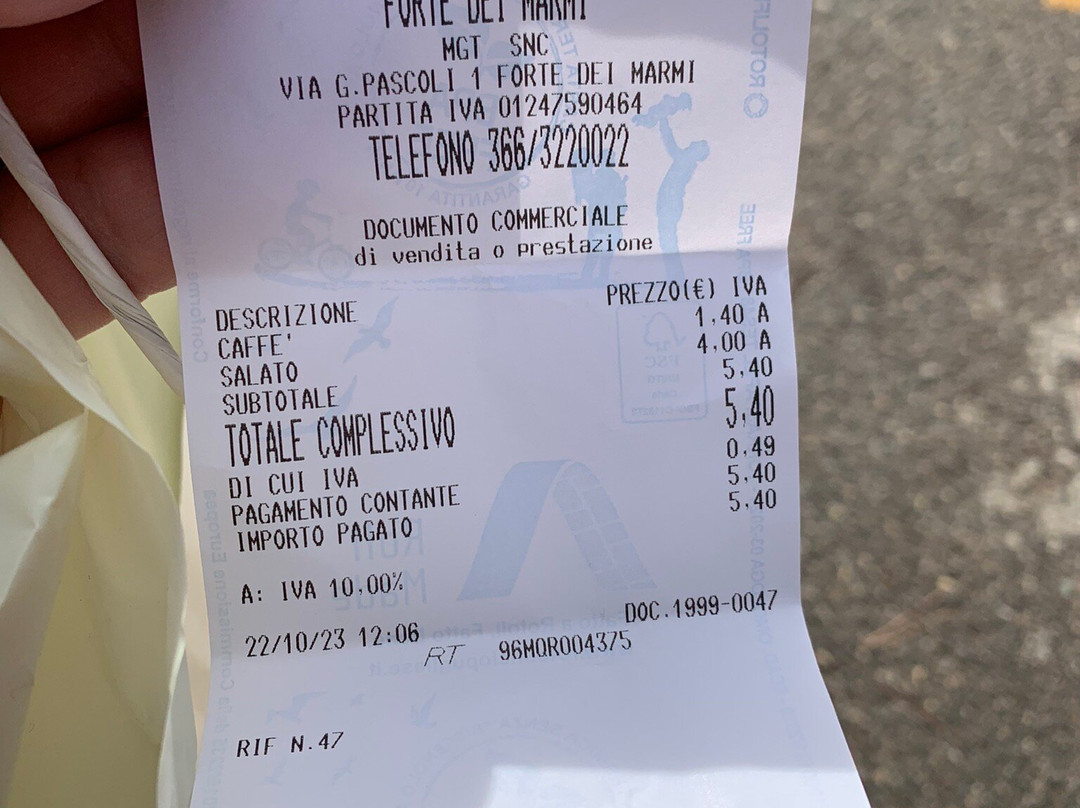 FORTE DEI MARMI
MGT SNC
VIA G.PASCOLI 1 FORTE DEI MARMI
PARTITA IVA 01247590464
TELEFONO 366/3220022
DOCUMENTO COMMERCIALE
di vendita o prestazione
DESCRIZIONE PREZZO(€) IVA
CAFFE' 1,40 A
SALATO 4,00 A
SUBTOTALE 5,40
TOTALE COMPLESSIVO 5,40
DI CUI IVA 0,49
PAGAMENTO CONTANTE 5,40
IMPORTO PAGATO 5,40
A: IVA 10,00%
22/10/23 12:06 DOC.1999-0047
RT 96MQR004375
RIF N.47